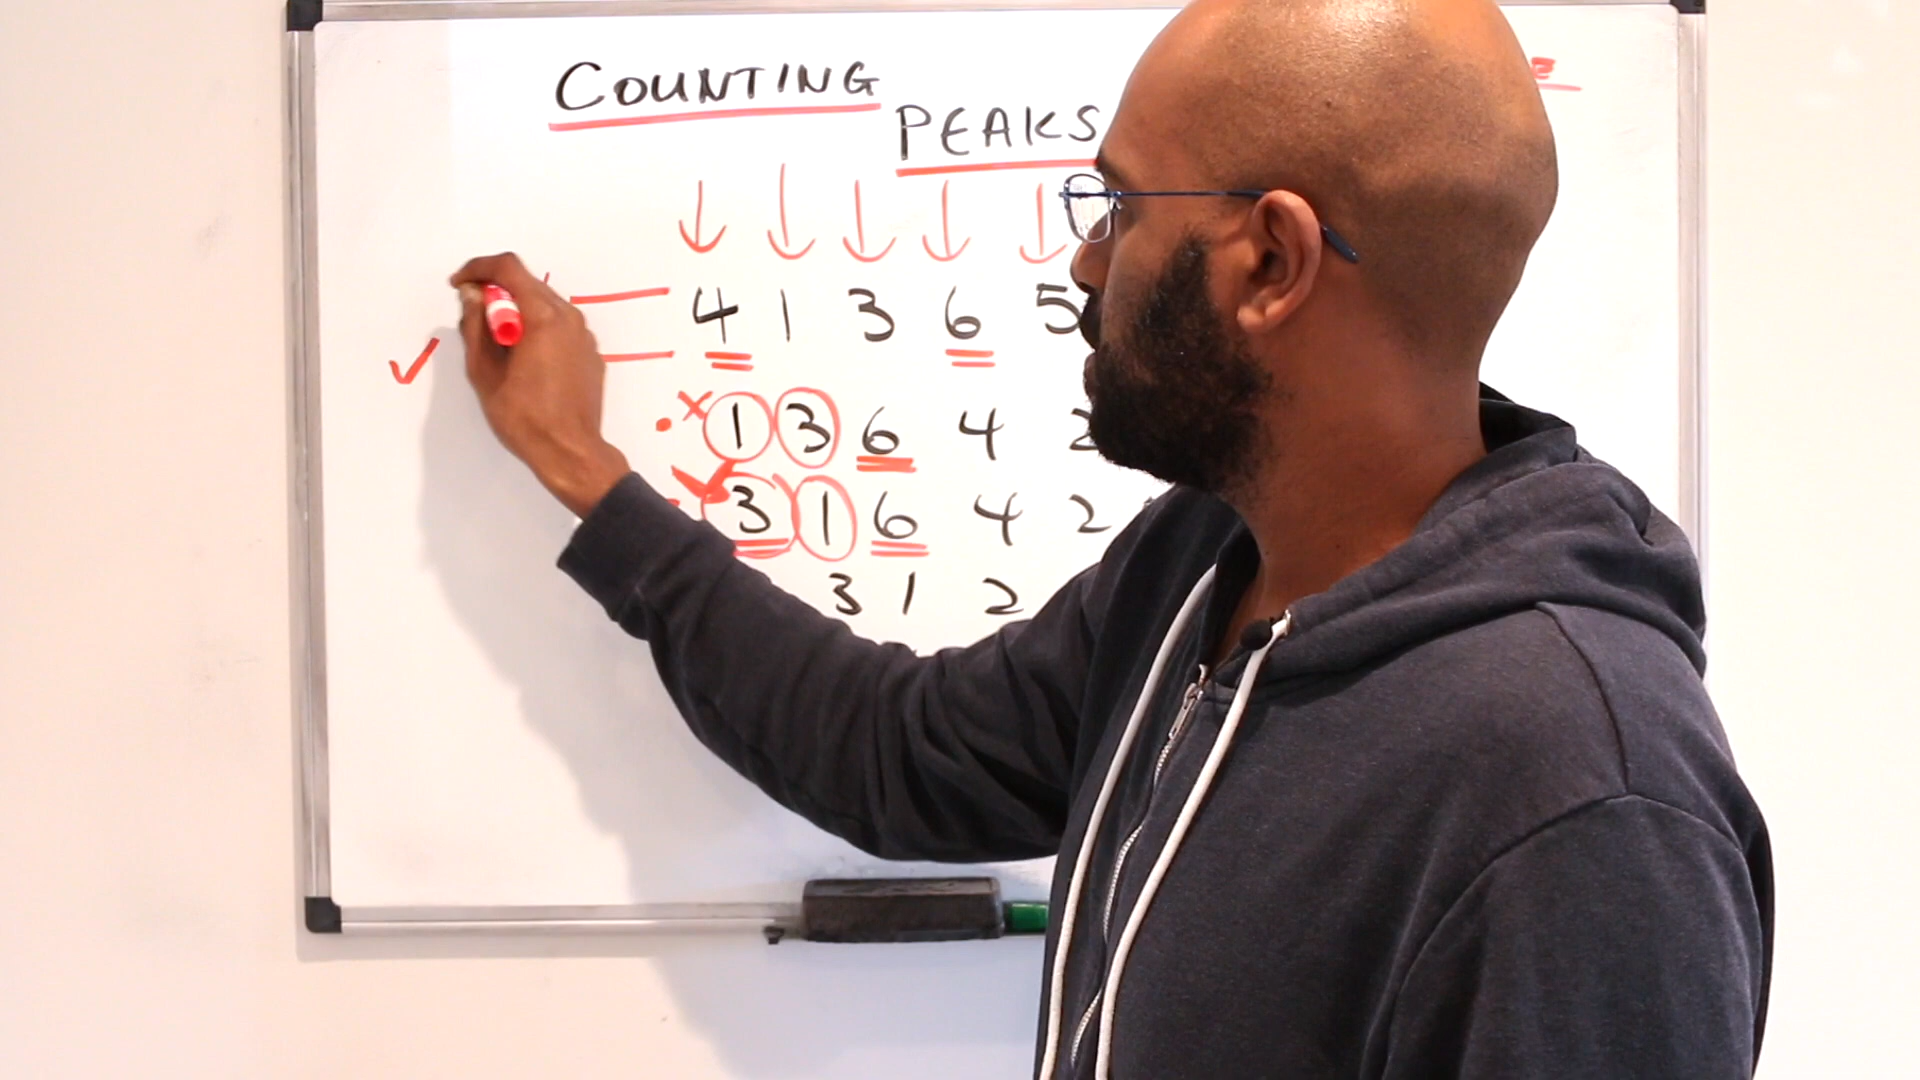 COUNTING
PEAKS
4 1 3 6 5
1 3 6 4 2
3 1 6 4 2
3 1 2